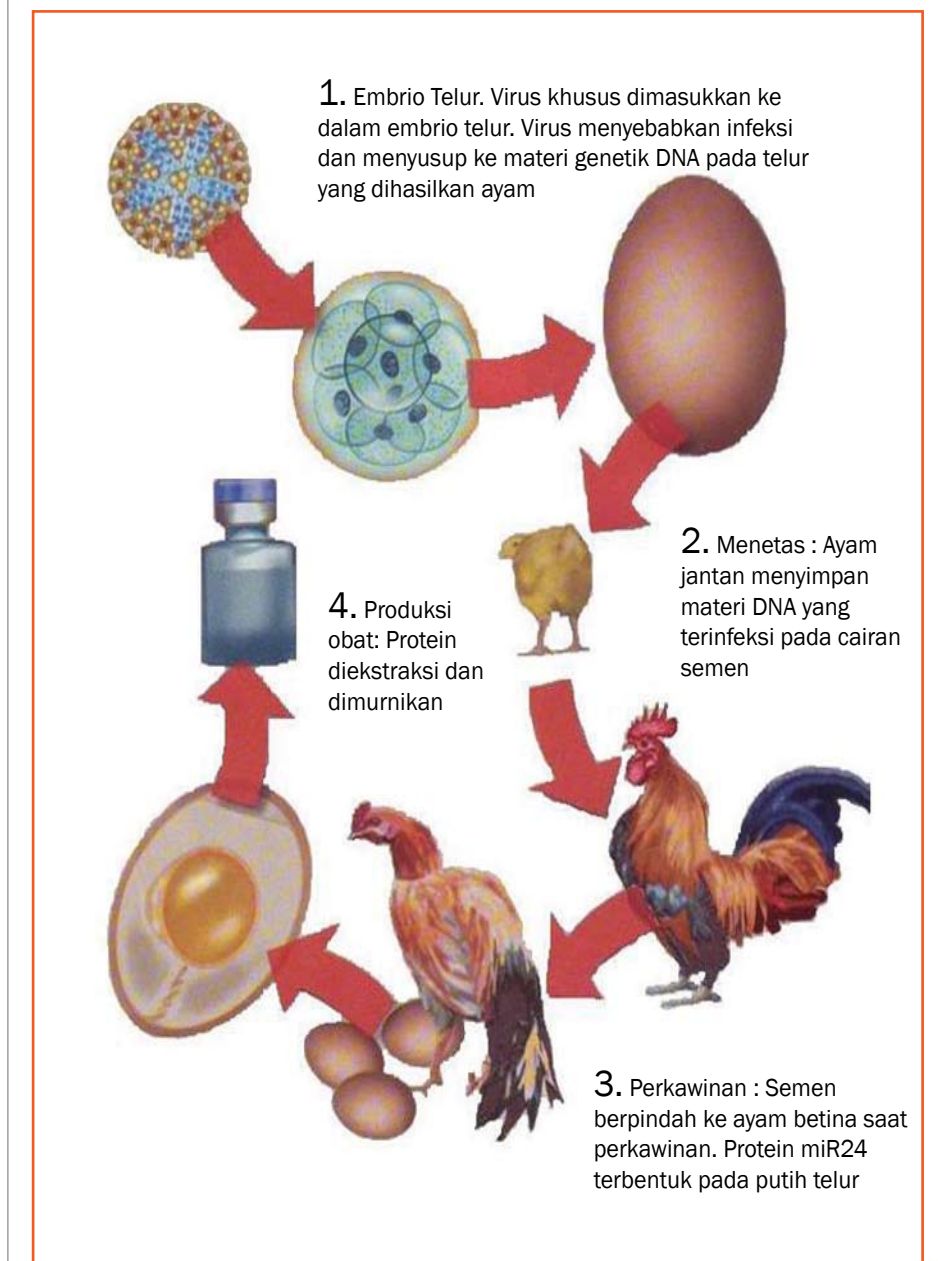 1. Embrio Telur. Virus khusus dimasukkan ke
dalam embrio telur. Virus menyebabkan infeksi
dan menyusup ke materi genetik DNA pada telur
yang dihasilkan ayam
2. Menetas : Ayam
jantan menyimpan
materi DNA yang
terinfeksi pada cairan
semen
4. Produksi
obat: Protein
diekstraksi dan
dimurnikan
3. Perkawinan : Semen
berpindah ke ayam betina saat
perkawinan. Protein miR24
terbentuk pada putih telur